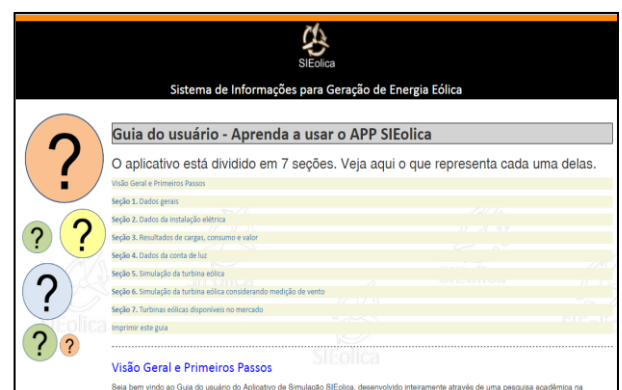 SIEolica
Sistema de Informações para Geração de Energia Eólica
Guia do usuário - Aprenda a usar o APP SIEolica
O aplicativo está dividido em 7 seções. Veja aqui o que representa cada uma delas.
Visão Geral e Primeiros Passos
Seção 1. Dados gerais
Seção 2. Dados da instalação elétrica
Seção 3. Resultados de cargas, consumo e valor
Seção 4. Dados da conta de luz
Seção 5. Simulação da turbina eólica
Seção 6. Simulação da turbina eólica considerando medição de vento
Seção 7. Turbinas eólicas disponíveis no mercado
Imprimir este guia
? ? ? ? ? ?
SIEolica
Visão Geral e Primeiros Passos
Seja bem vindo ao Guia do usuário do Aplicativo de Simulação SIEolica, desenvolvido inteiramente através de uma pesquisa acadêmica na